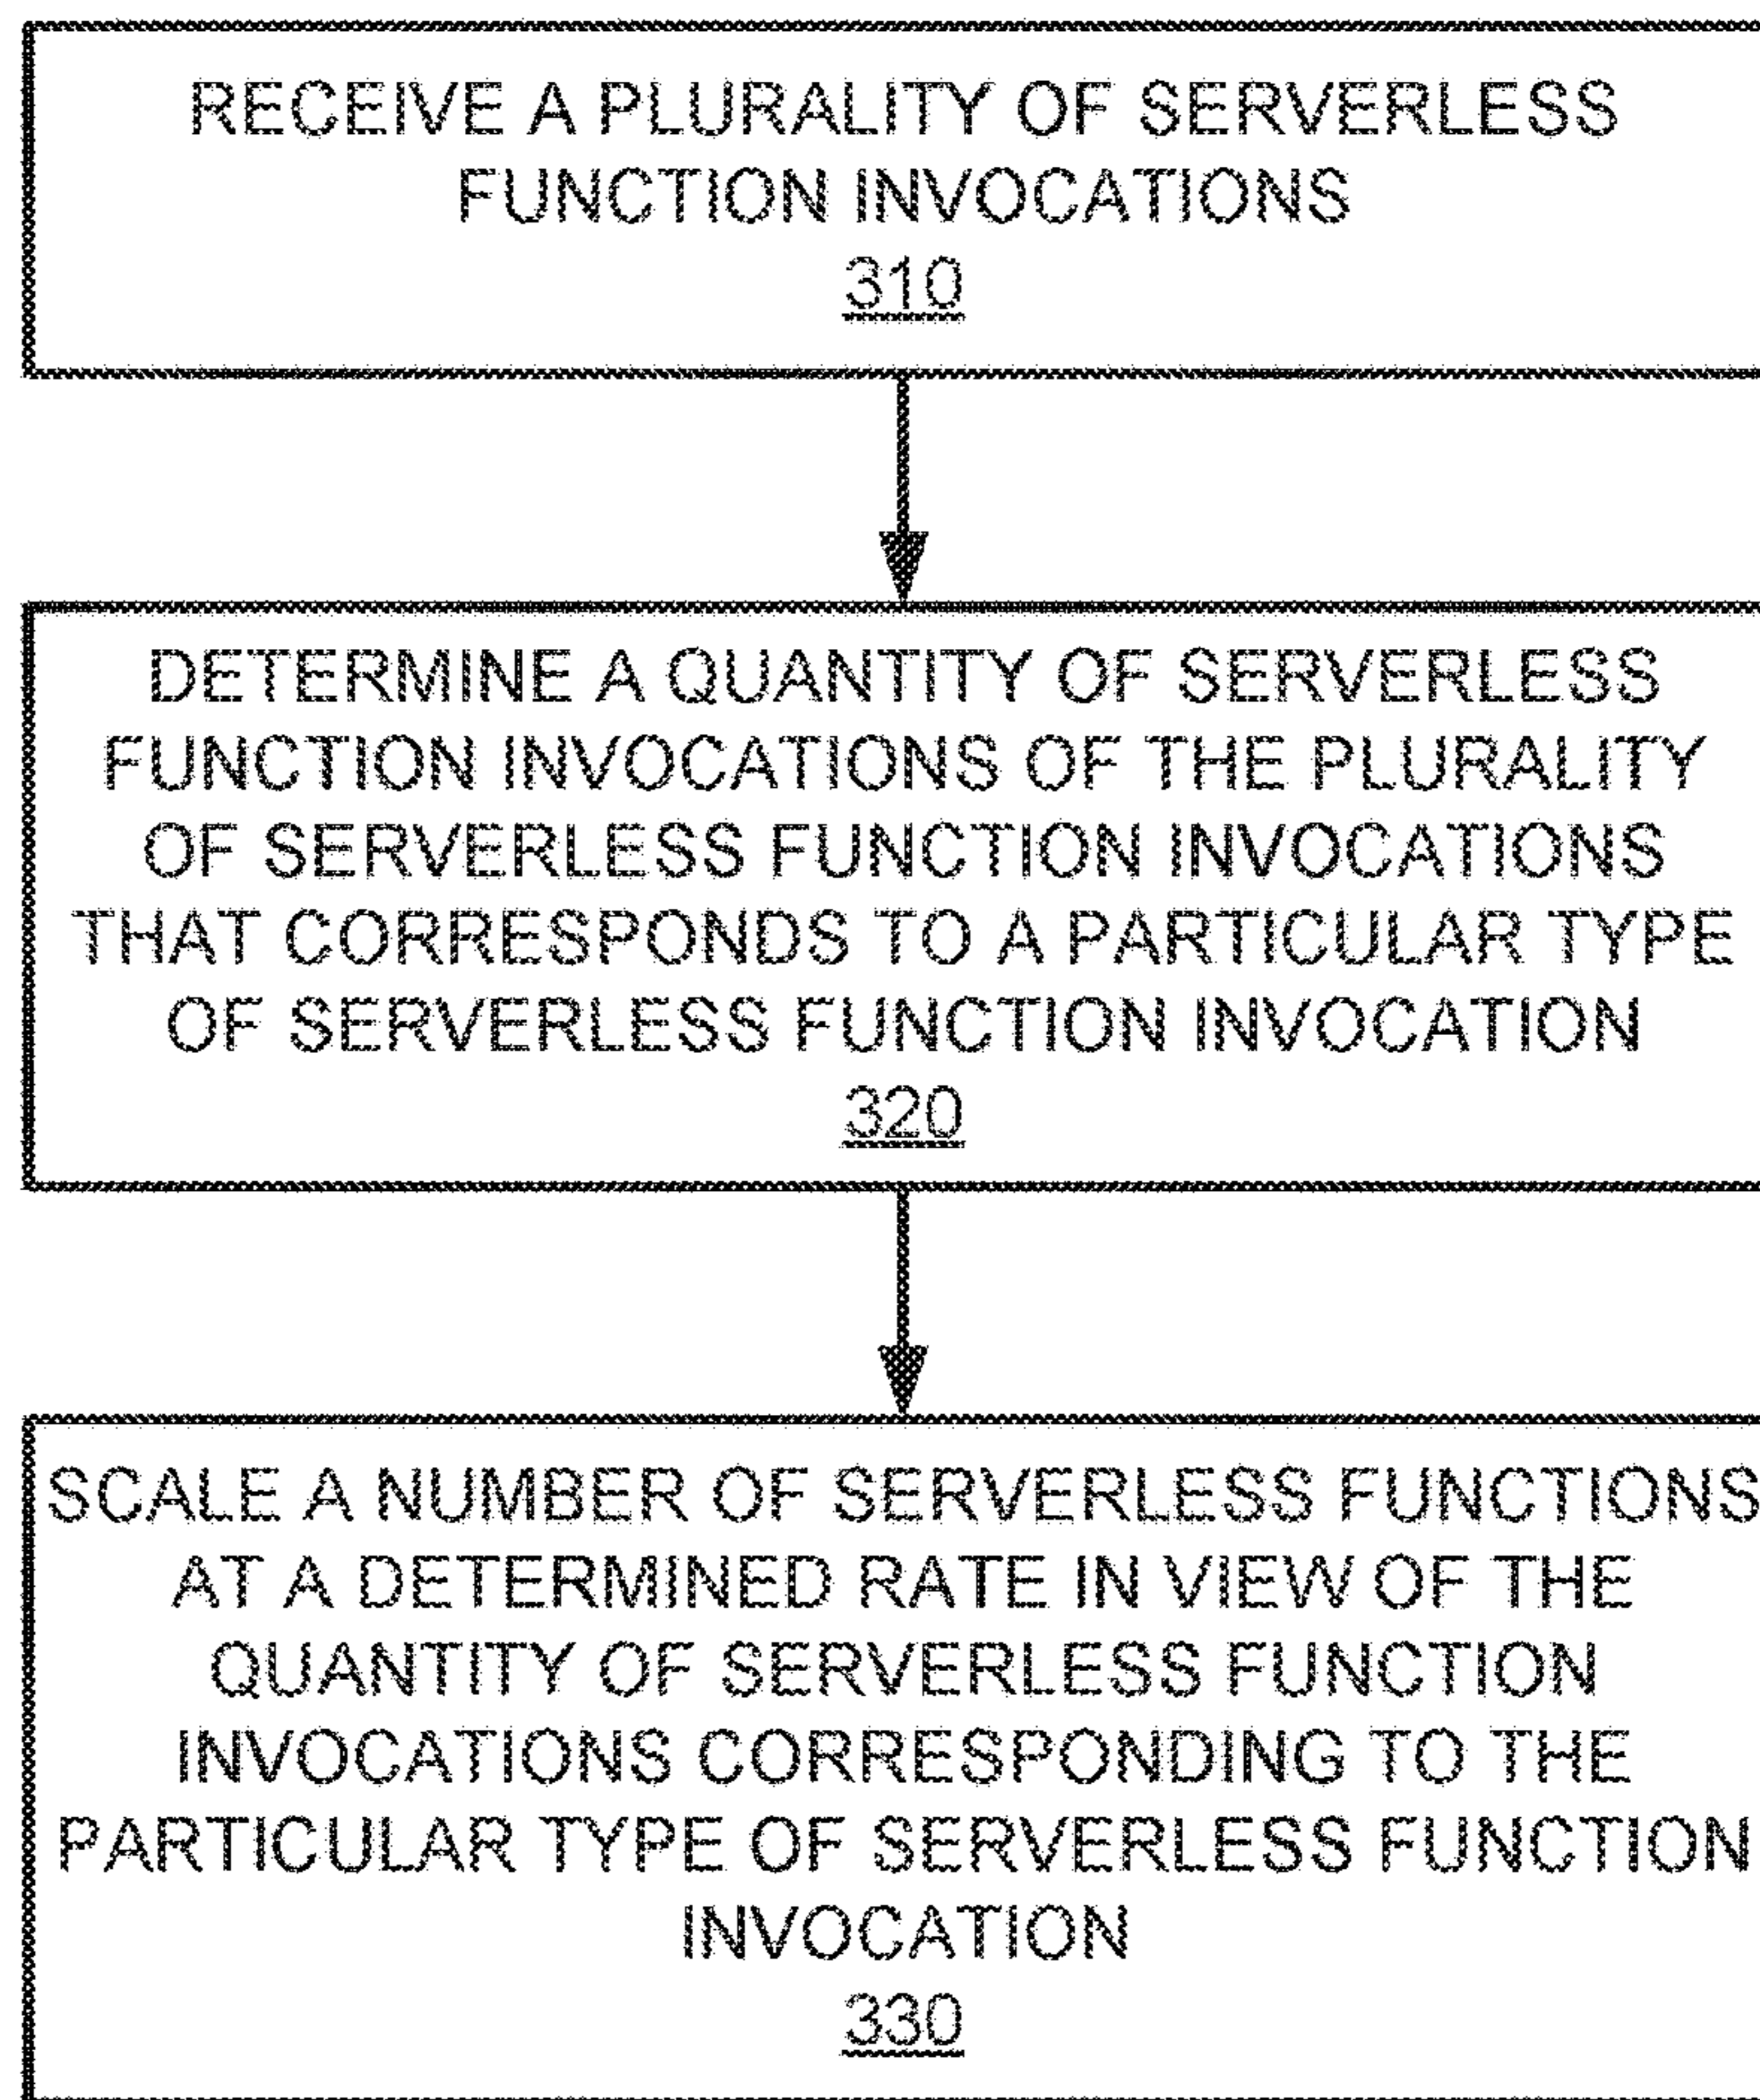 RECEIVE A PLURALITY OF SERVERLESS
FUNCTION INVOCATIONS
310
DETERMINE A QUANTITY OF SERVERLESS
FUNCTION INVOCATIONS OF THE PLURALITY
OF SERVERLESS FUNCTION INVOCATIONS
THAT CORRESPONDS TO A PARTICULAR TYPE
OF SERVERLESS FUNCTION INVOCATION
320
SCALE A NUMBER OF SERVERLESS FUNCTIONS
AT A DETERMINED RATE IN VIEW OF THE
QUANTITY OF SERVERLESS FUNCTION
INVOCATIONS CORRESPONDING TO THE
PARTICULAR TYPE OF SERVERLESS FUNCTION
INVOCATION
330